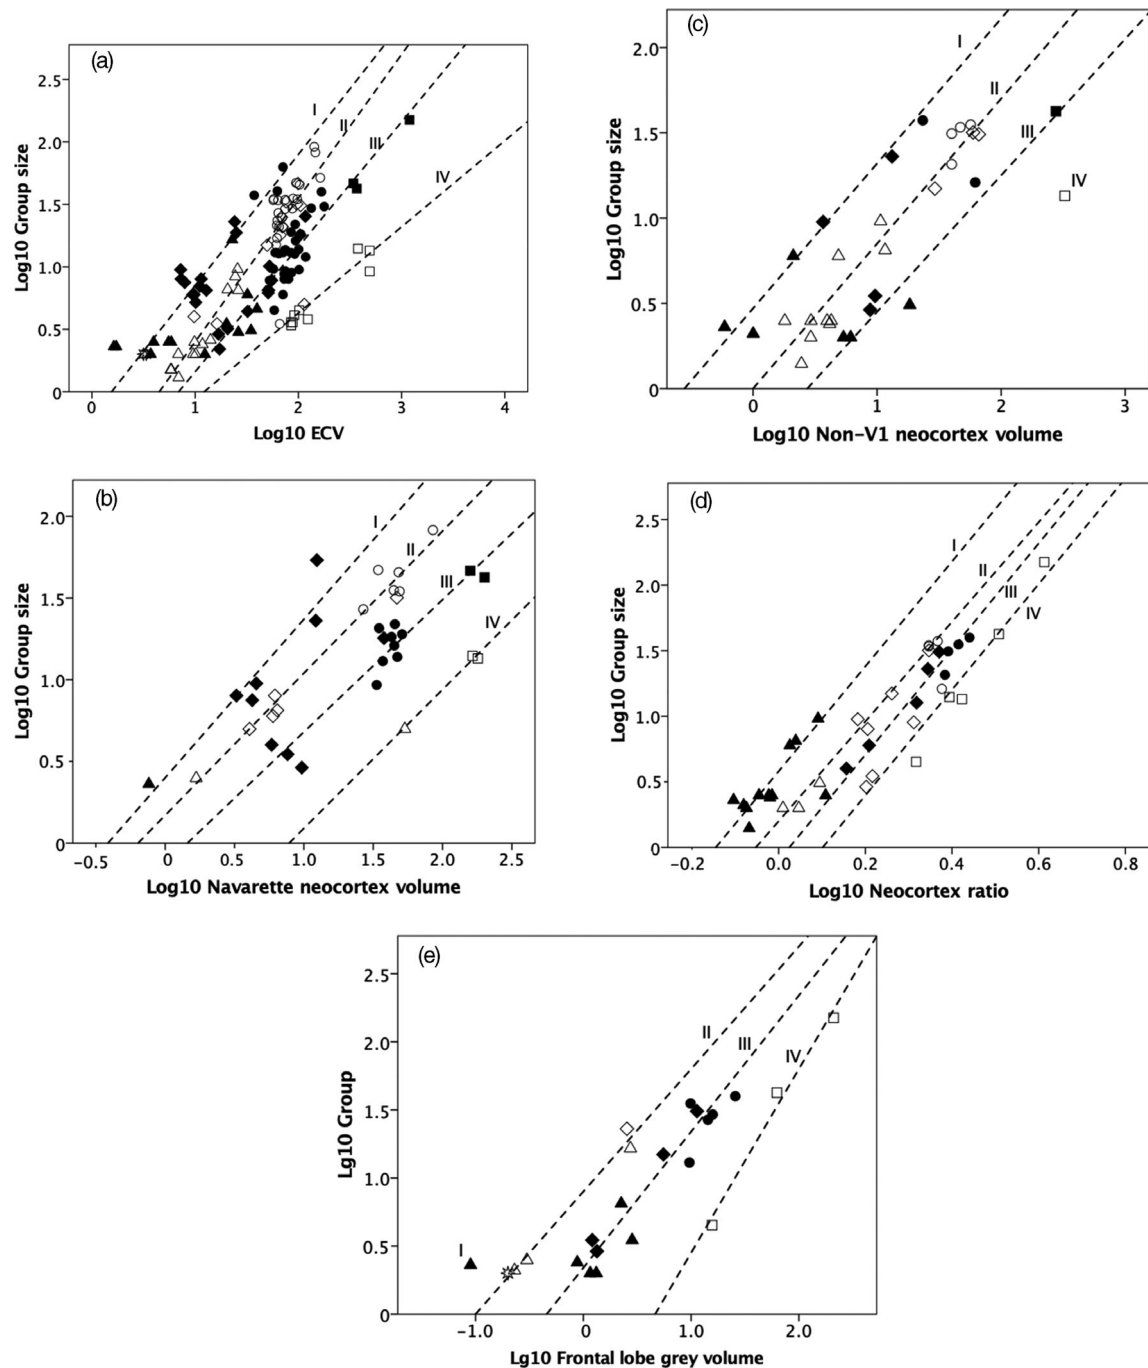 (a)
Log10 Group size
2.5
2.0
1.5
1.0
0.5
0
0 1 2 3 4
Log10 ECV
I
II
III
IV
(c)
Log10 Group size
2.0
1.5
1.0
0.5
0
0 1 2 3
Log10 Non-V1 neocortex volume
I
II
III
IV
(b)
Log10 Group size
2.0
1.5
1.0
0.5
0
-0.5 0.0 0.5 1.0 1.5 2.0 2.5
Log10 Navarette neocortex volume
I
II
III
IV
(d)
Log10 Group size
2.5
2.0
1.5
1.0
0.5
0
-0.2 0.0 0.2 0.4 0.6 0.8
Log10 Neocortex ratio
I
II
III
IV
(e)
Lg10 Group
2.5
2.0
1.5
1.0
0.5
0
-1.0 0 1.0 2.0
Lg10 Frontal lobe grey volume
I
II
III
IV